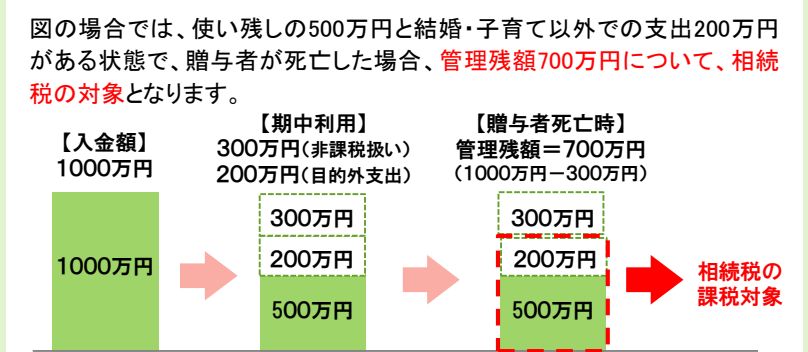 図の場合では、使い残しの500万円と結婚・子育て以外での支出200万円
がある状態で、贈与者が死亡した場合、管理残額700万円について、相続
税の対象となります。
【入金額】
1000万円
【期中利用】
300万円(非課税扱い)
200万円(目的外支出)
【贈与者死亡時】
管理残額＝700万円
(1000万円－300万円)
1000万円
300万円
200万円
500万円
300万円
200万円
500万円
相続税の
課税対象